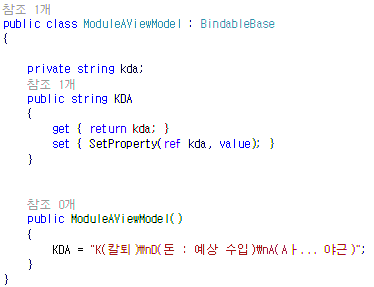 참조 1개
public class ModuleAViewModel : BindableBase
{
private string kda;
참조 1개
public string KDA
{
get { return kda; }
set { SetProperty(ref kda, value); }
}
참조 0개
public ModuleAViewModel()
{
KDA = "K(칼퇴)₩nD(돈 : 예상 수입)₩nA(Aㅏ... 야근)";
}
}